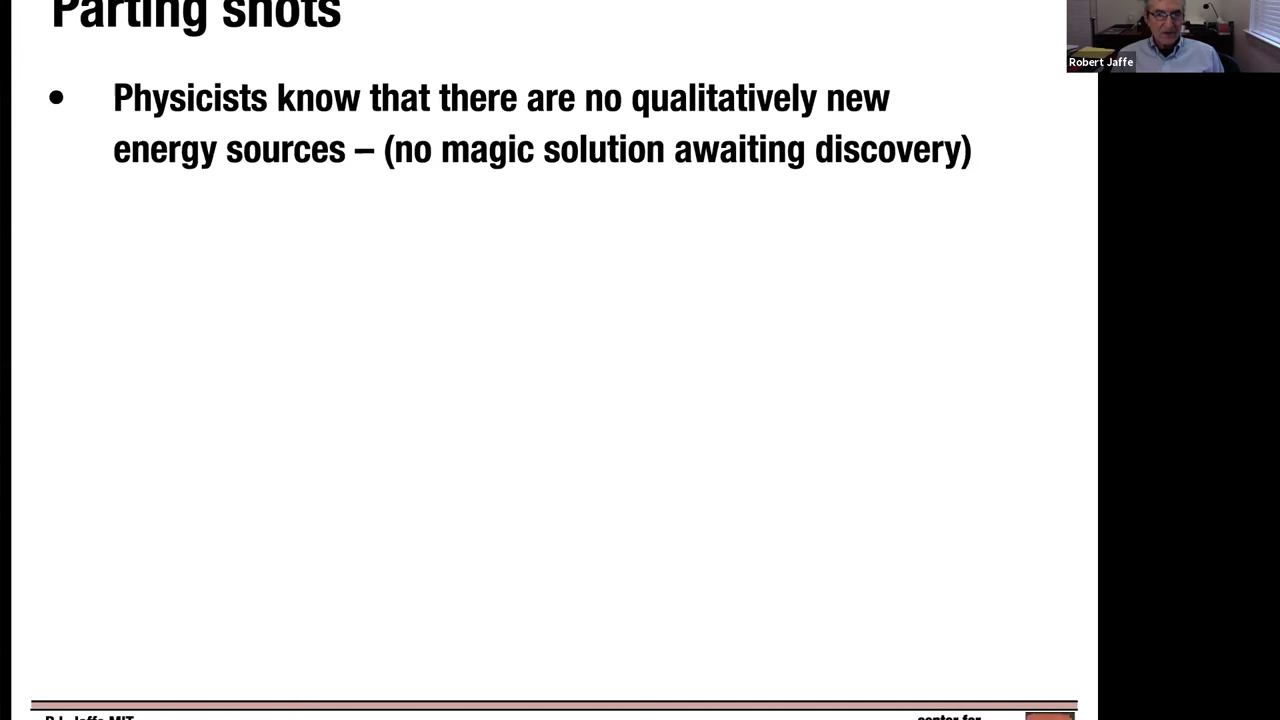 Parting shots
Robert Jaffe
• Physicists know that there are no qualitatively new
energy sources – (no magic solution awaiting discovery)
R.L. Jaffe MIT
center for